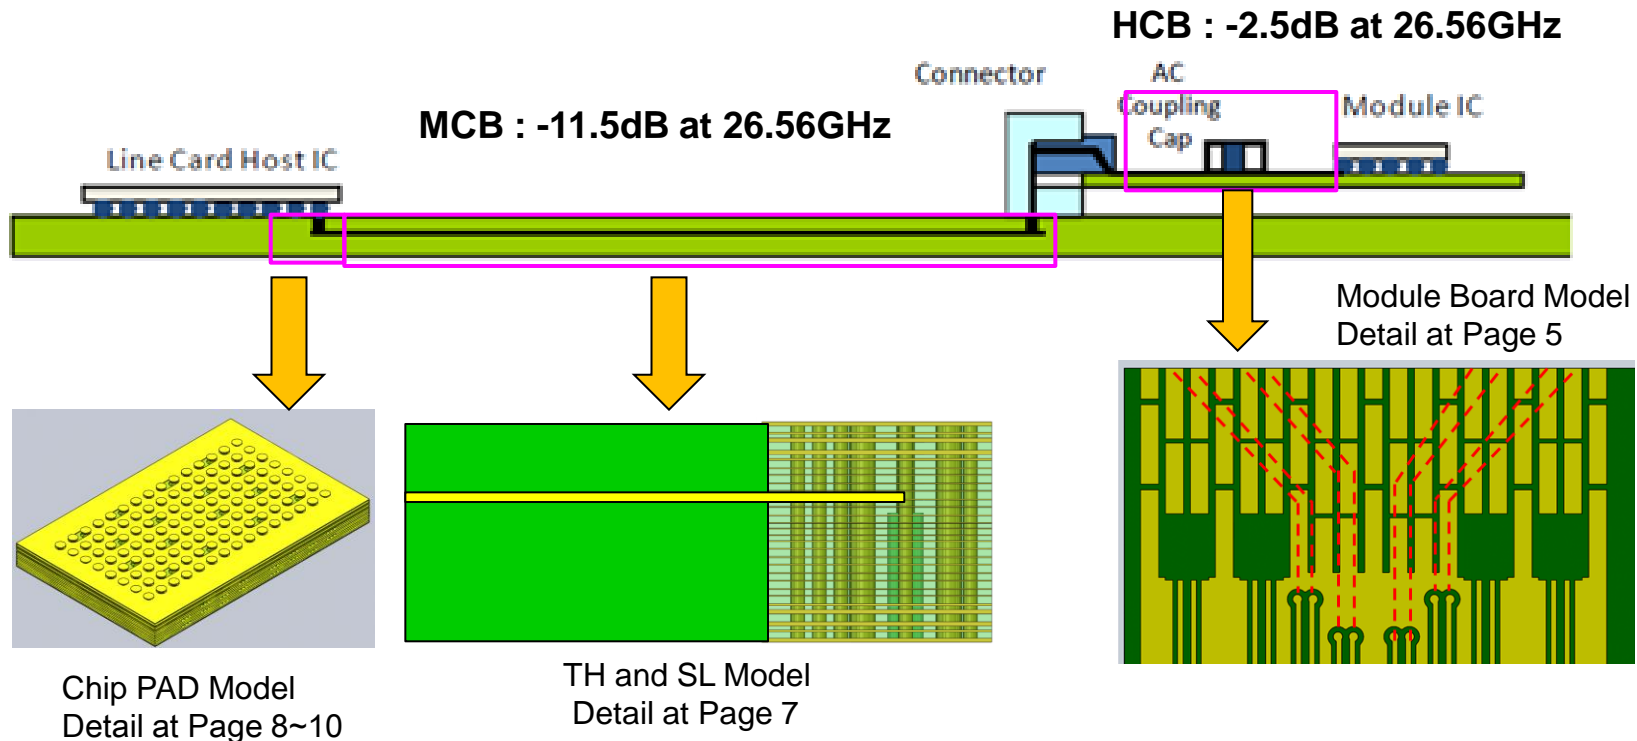 HCB : -2.5dB at 26.56GHz
Connector
AC
Coupling
Cap
Module IC
MCB : -11.5dB at 26.56GHz
Line Card Host IC
Module Board Model
Detail at Page 5
Chip PAD Model
Detail at Page 8~10
TH and SL Model
Detail at Page 7